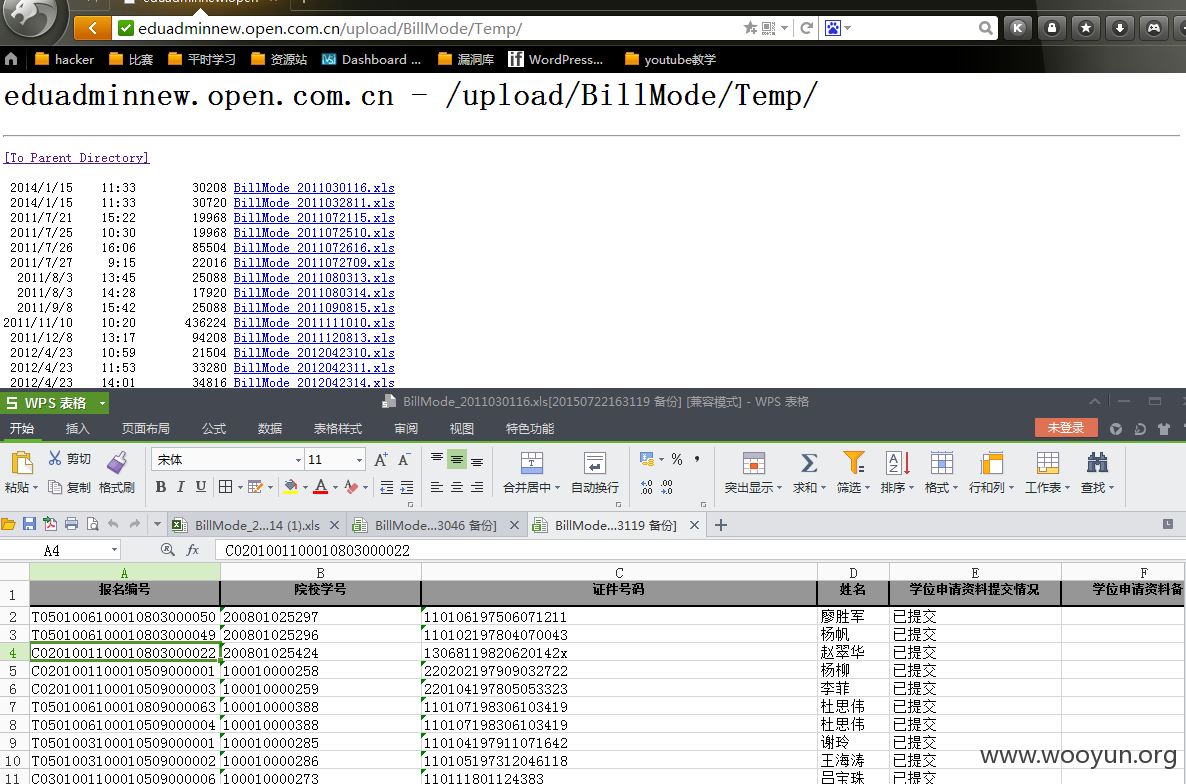 eduadminnew.open.com.cn/upload/BillMode/Temp/
hacker 比赛 平时学习 资源站 Dashboard ... 漏洞库 WordPress... youtube教学
eduadminnew.open.com.cn - /upload/BillMode/Temp/
[To Parent Directory]
2014/1/15 11:33 30208 BillMode_2011030116.xls
2014/1/15 11:33 30720 BillMode_2011032811.xls
2011/7/21 15:22 19968 BillMode_2011072115.xls
2011/7/25 10:30 19968 BillMode_2011072510.xls
2011/7/26 16:06 85504 BillMode_2011072616.xls
2011/7/27 9:15 22016 BillMode_2011072709.xls
2011/8/3 13:45 25088 BillMode_2011080313.xls
2011/8/3 14:28 17920 BillMode_2011080314.xls
2011/9/8 15:42 25088 BillMode_2011090815.xls
2011/11/10 10:20 436224 BillMode_2011111010.xls
2011/12/8 13:17 94208 BillMode_2011120813.xls
2012/4/23 10:59 21504 BillMode_2012042310.xls
2012/4/23 11:53 33280 BillMode_2012042311.xls
2012/4/23 14:01 34816 BillMode_2012042314.xls
WPS 表格 BillMode_2011030116.xls[20150722163119 备份] [兼容模式] - WPS 表格
开始 插入 页面布局 公式 数据 表格样式 审阅 视图 特色功能 未登录
剪切 宋体 11
粘贴 复制 格式刷 B I U 合并居中 自动换行 突出显示 求和 筛选 排序 格式 行和列 工作表 查找
BillMode_2...14 (1).xls BillMode...3046 备份] BillMode...3119 备份]
A4 fx C0201001100010803000022
A B C D E F
1 报名编号 院校学号 证件号码 姓名 学位申请资料提交情况 学位申请资料备
2 T0501006100010803000050 200801025297 110106197506071211 廖胜军 已提交
3 T0501006100010803000049 200801025296 110102197804070043 杨帆 已提交
4 C0201001100010803000022 200801025424 13068119820620142x 赵翠华 已提交
5 C0201001100010509000001 100010000258 220202197909032722 杨柳 已提交
6 C0201001100010509000003 100010000259 220104197805053323 李菲 已提交
7 T0501006100010809000063 100010000388 110107198306103419 杜思伟 已提交
8 T0501006100010509000004 100010000388 110107198306103419 杜思伟 已提交
9 T0501003100010509000001 100010000285 110104197911071642 谢玲 已提交
10 T0501003100010509000002 100010000286 110105197312046118 王海涛 已提交
11 C0301001100010509000006 100010000273 110111801124383 吕宝珠 已提交
www.wooyun.org